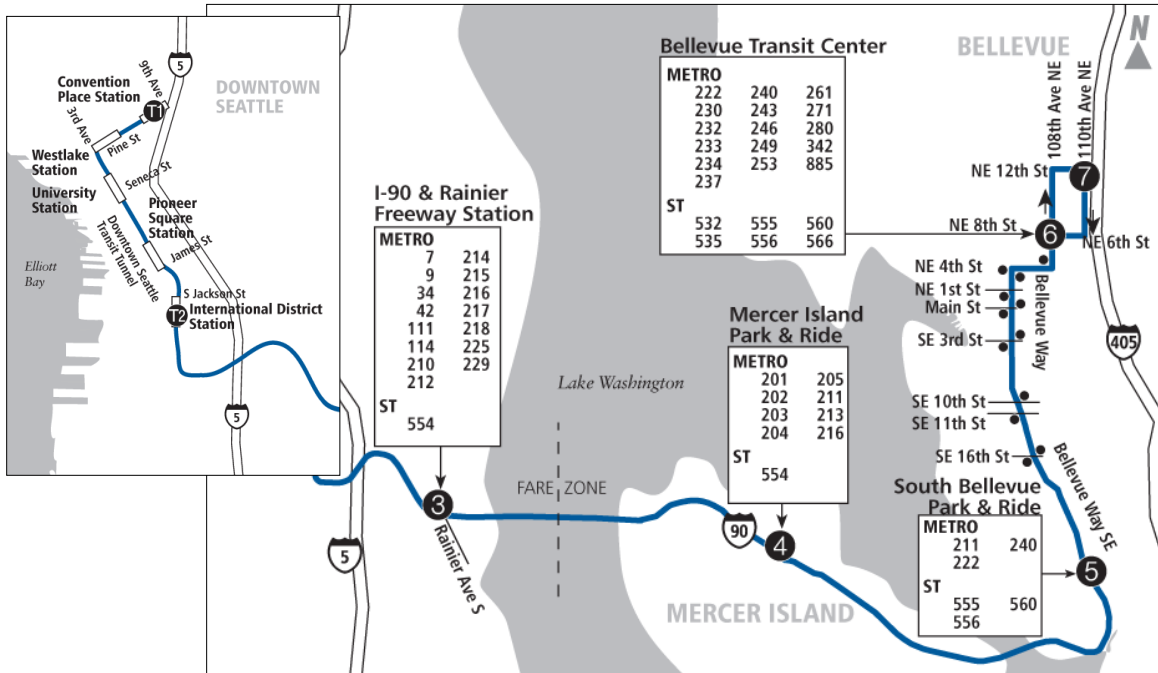 5
9th Ave
DOWNTOWN
SEATTLE
Convention
Place Station
T1
3rd Ave
Pine St
Westlake
Station
Seneca St
University
Station
Pioneer
Square
Station
Downtown Seattle
Transit Tunnel
James St
Elliott
Bay
S Jackson St
T2
International District
Station
5
I-90 & Rainier
Freeway Station
METRO
7 214
9 215
34 216
42 217
111 218
114 225
210 229
212
ST
554
3
Rainier Ave S
5
FARE ZONE
Lake Washington
Mercer Island
Park & Ride
METRO
201 205
202 211
203 213
204 216
ST
554
90
4
MERCER ISLAND
Bellevue Transit Center
METRO
222 240 261
230 243 271
232 246 280
233 249 342
234 253 885
237
ST
532 555 560
535 556 566
BELLEVUE
N
108th Ave NE
110th Ave NE
NE 12th St
7
NE 8th St
6
NE 6th St
NE 4th St
NE 1st St
Main St
Bellevue Way
SE 3rd St
405
SE 10th St
SE 11th St
SE 16th St
Bellevue Way SE
South Bellevue
Park & Ride
METRO
211 240
222
ST
555 560
556
5